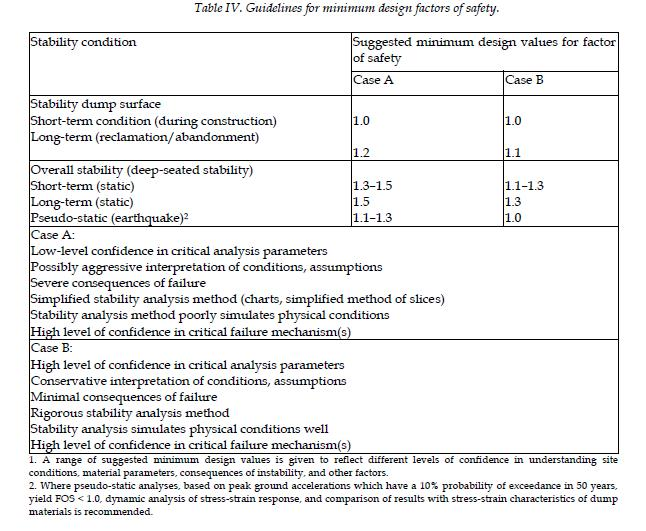 Table IV. Guidelines for minimum design factors of safety.
Stability condition
Suggested minimum design values for factor
of safety
Case A
Case B
Stability dump surface
Short-term condition (during construction)
1.0
1.0
Long-term (reclamation/abandonment)
1.2
1.1
Overall stability (deep-seated stability)
Short-term (static)
1.3–1.5
1.1–1.3
Long-term (static)
1.5
1.3
Pseudo-static (earthquake)²
1.1–1.3
1.0
Case A:
Low-level confidence in critical analysis parameters
Possibly aggressive interpretation of conditions, assumptions
Severe consequences of failure
Simplified stability analysis method (charts, simplified method of slices)
Stability analysis method poorly simulates physical conditions
High level of confidence in critical failure mechanism(s)
Case B:
High level of confidence in critical analysis parameters
Conservative interpretation of conditions, assumptions
Minimal consequences of failure
Rigorous stability analysis method
Stability analysis simulates physical conditions well
High level of confidence in critical failure mechanism(s)
1. A range of suggested minimum design values is given to reflect different levels of confidence in understanding site
conditions, material parameters, consequences of instability, and other factors.
2. Where pseudo-static analyses, based on peak ground accelerations which have a 10% probability of exceedance in 50 years,
yield FOS < 1.0, dynamic analysis of stress-strain response, and comparison of results with stress-strain characteristics of dump
materials is recommended.